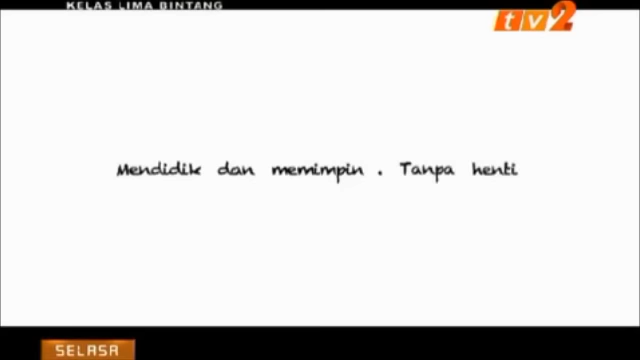 KELAS LIMA BINTANG
tv2
Mendidik dan memimpin . Tanpa henti
SELASA